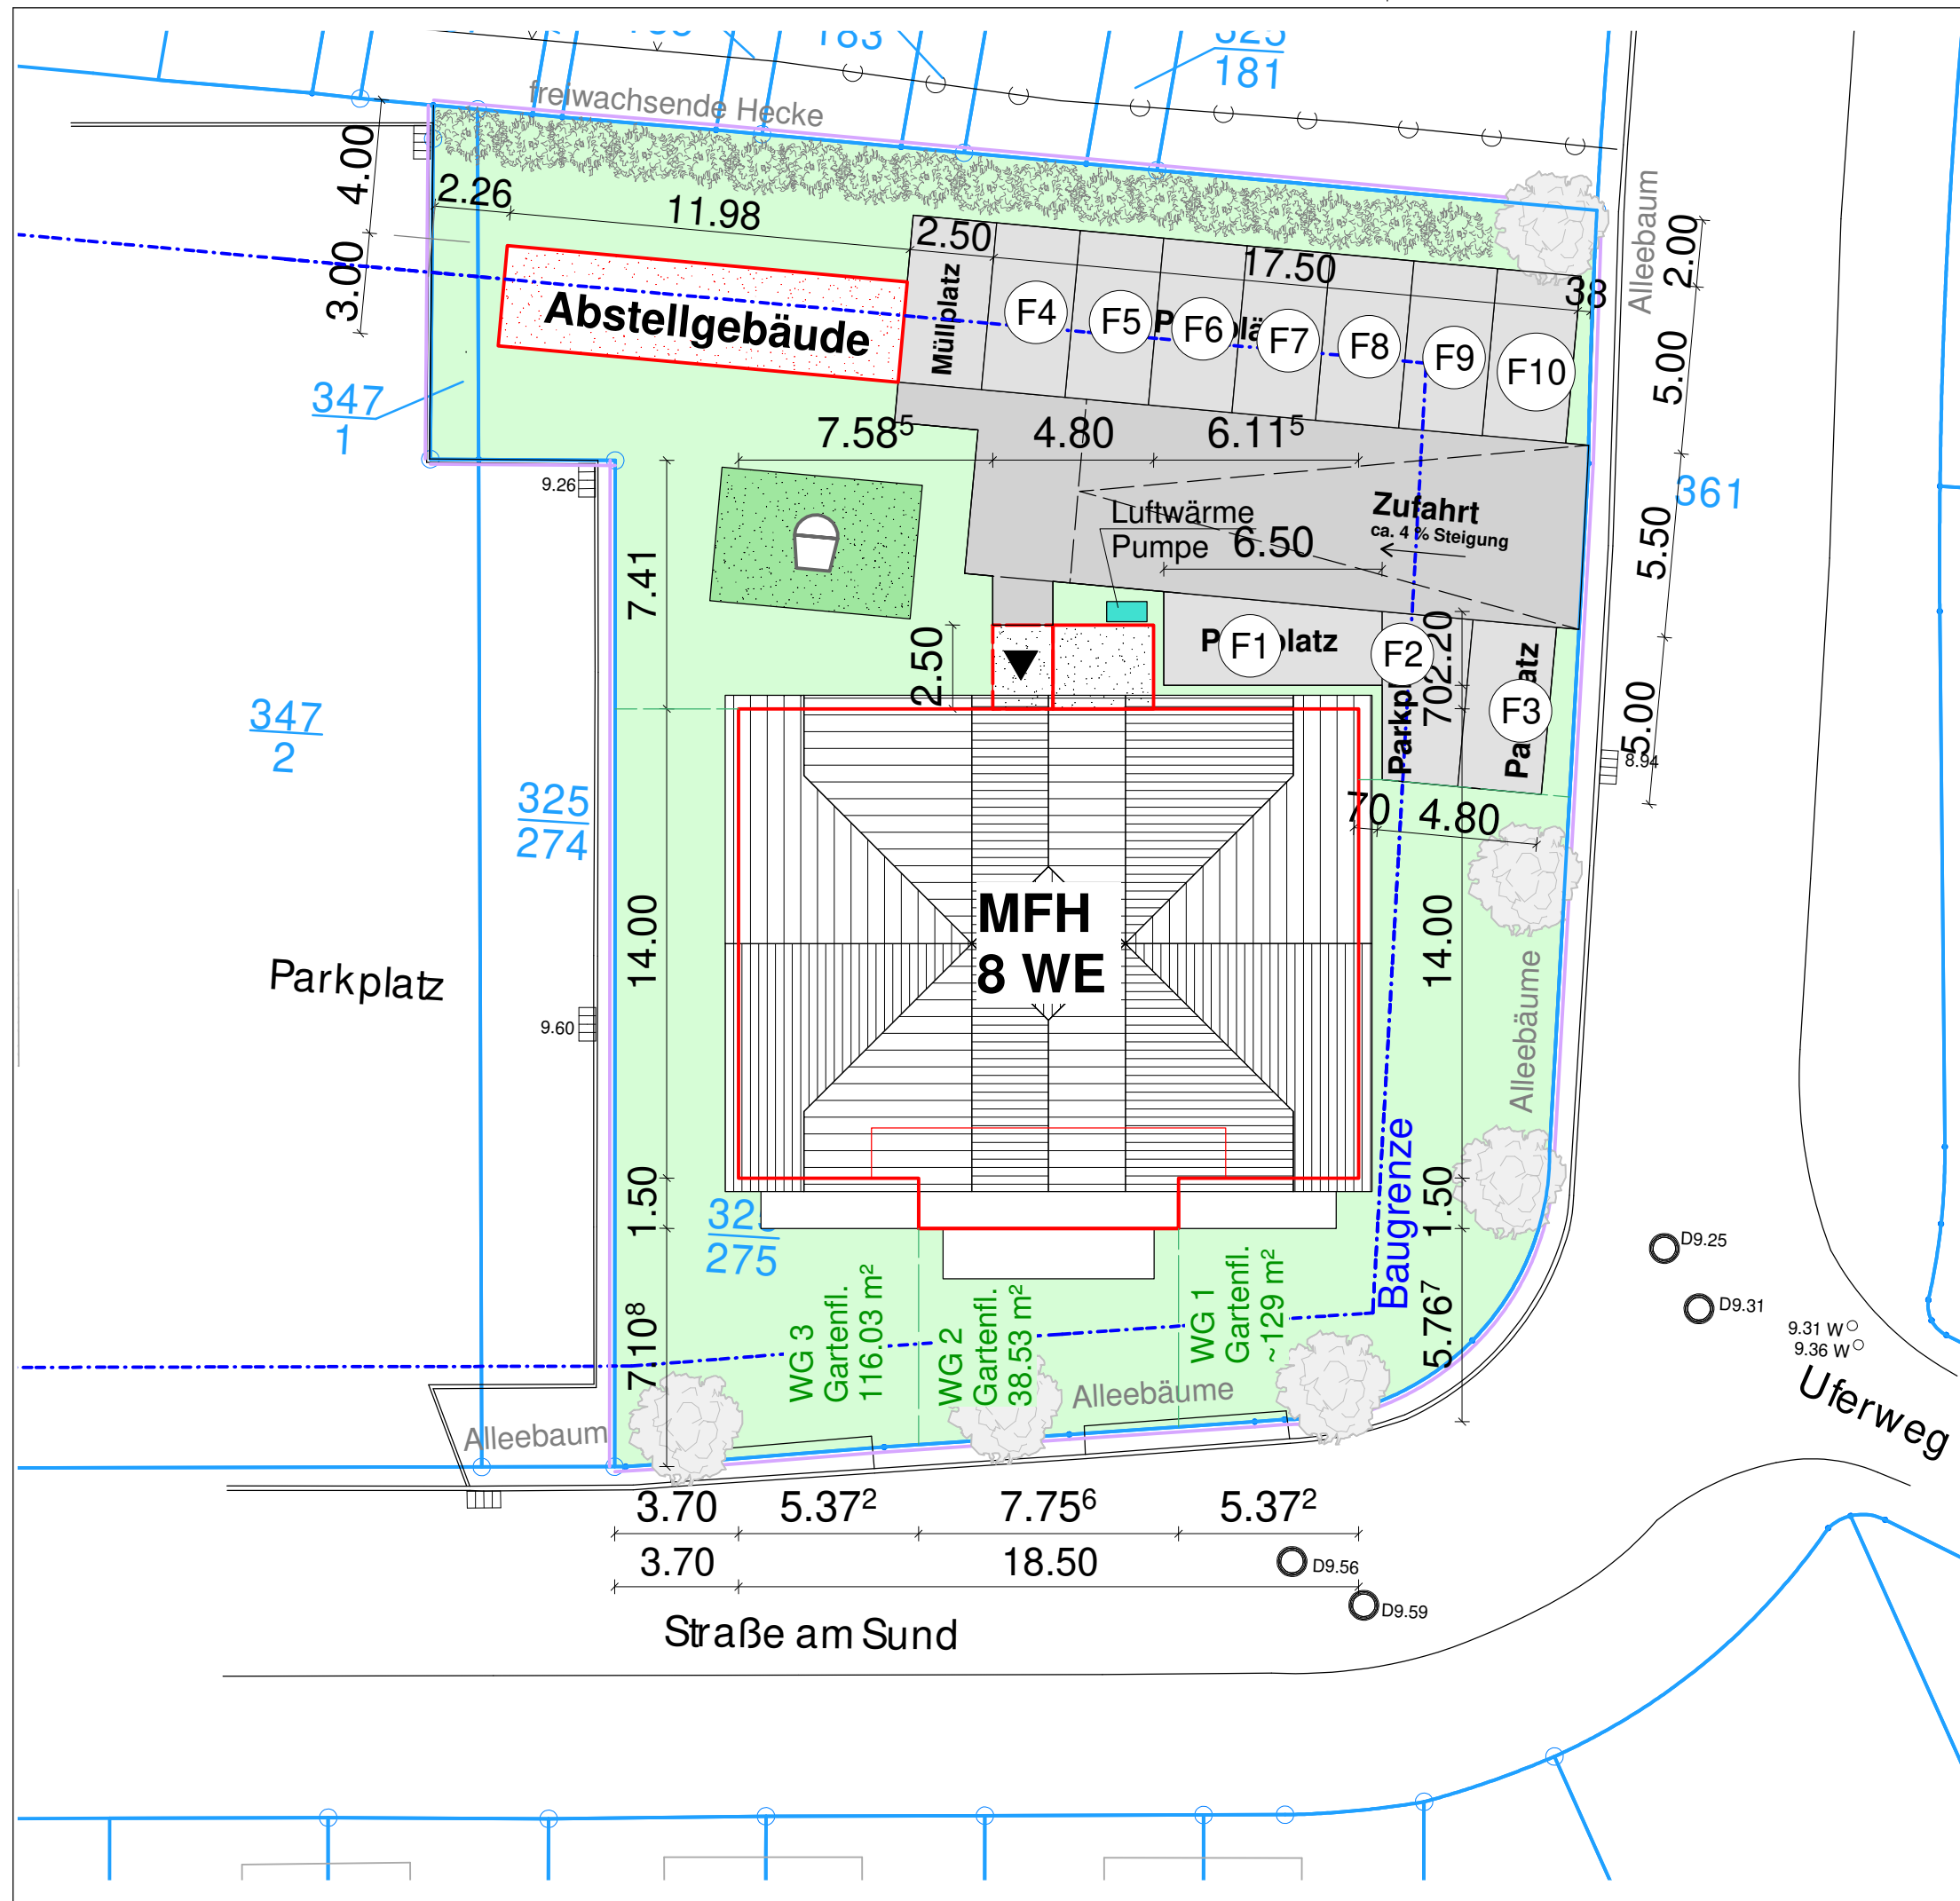 183
325
181
freiwachsende Hecke
4.00
2.26
11.98
2.50
17.50
38
Alleebaum
2.00
3.00
Abstellgebäude
Müllplatz
F4
F5
F6
F7
F8
F9
F10
5.00
347
1
7.58⁵
4.80
6.11⁵
9.26
361
Luftwärme
Pumpe
6.50
Zufahrt
ca. 4 % Steigung
5.50
7.41
2.50
F1
F2
F3
2.20
70
5.00
8.94
347
2
325
274
70
4.80
MFH
8 WE
14.00
14.00
Parkplatz
9.60
Alleebäume
1.50
1.50
275
Baugrenze
D9.25
D9.31
9.31 W
9.36 W
7.10⁸
WG 3
Gartenfl.
116.03 m²
WG 2
Gartenfl.
38.53 m²
WG 1
Gartenfl.
~129 m²
5.76⁷
Alleebäume
Alleebaum
Uferweg
3.70
5.37²
7.75⁶
5.37²
3.70
18.50
D9.56
D9.59
Straße am Sund